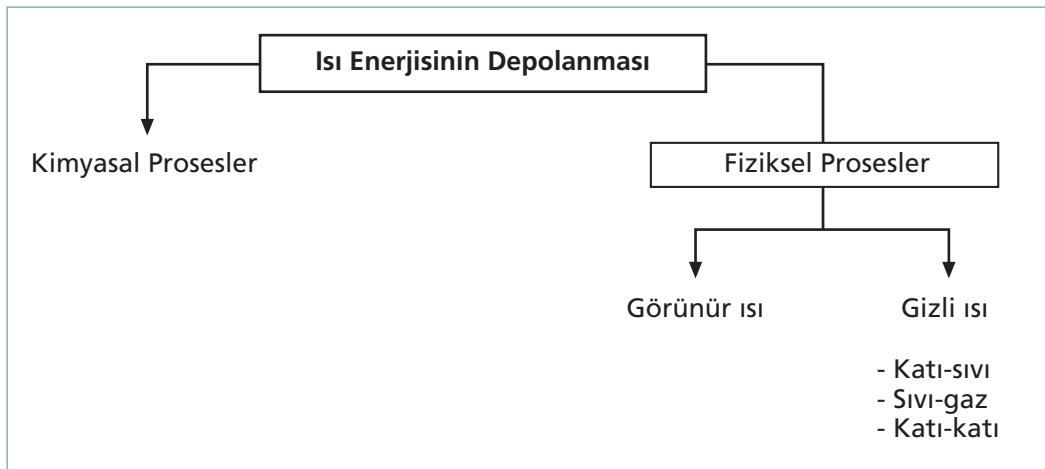 Isı Enerjisinin Depolanması
Kimyasal Prosesler
Fiziksel Prosesler
Görünür ısı
Gizli ısı
- Katı-sıvı
- Sıvı-gaz
- Katı-katı